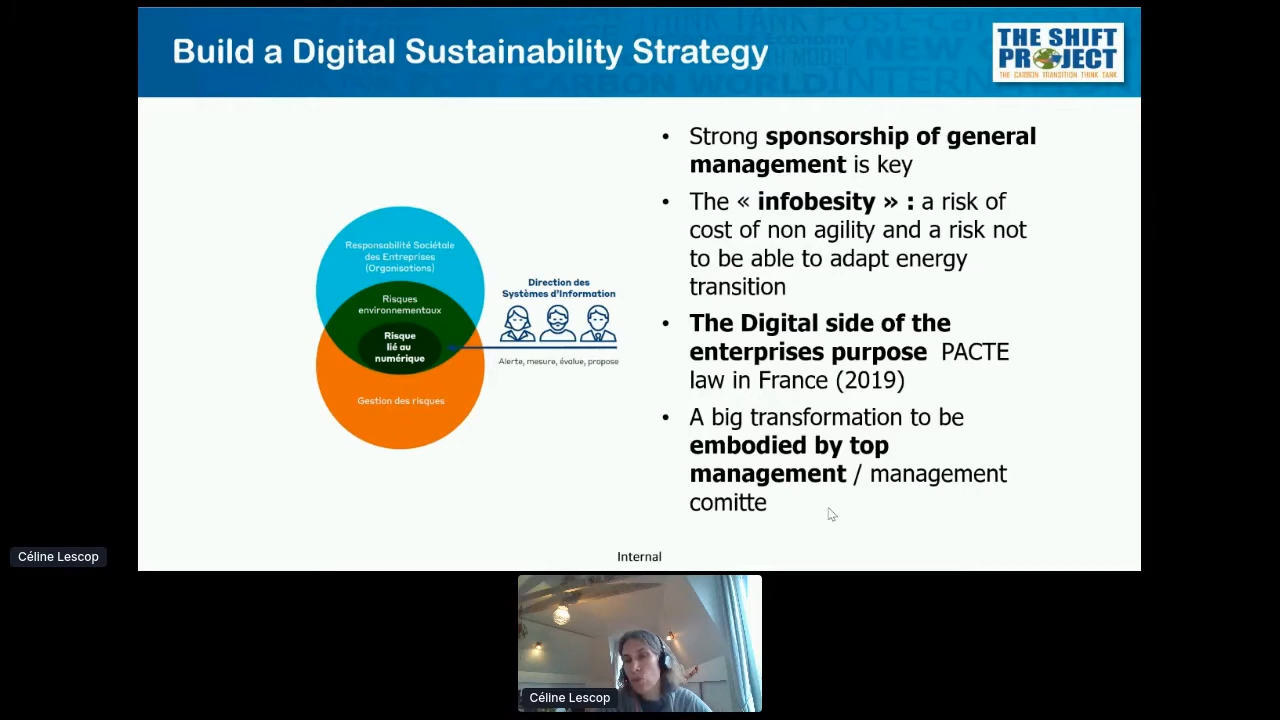 Build a Digital Sustainability Strategy
THE SHIFT
PROJECT
THE CARBON TRANSITION THINK TANK
• Strong sponsorship of general
management is key
• The « infobesity » : a risk of
cost of non agility and a risk not
to be able to adapt energy
transition
• The Digital side of the
enterprises purpose PACTE
law in France (2019)
• A big transformation to be
embodied by top
management / management
comitte
Responsabilité Sociétale
des Entreprises
(Organisations)
Risques
environnementaux
Risque
lié au
numérique
Gestion des risques
Direction des
Systèmes d'Information
Alerte, mesure, évalue, propose
Internal
Céline Lescop
Céline Lescop